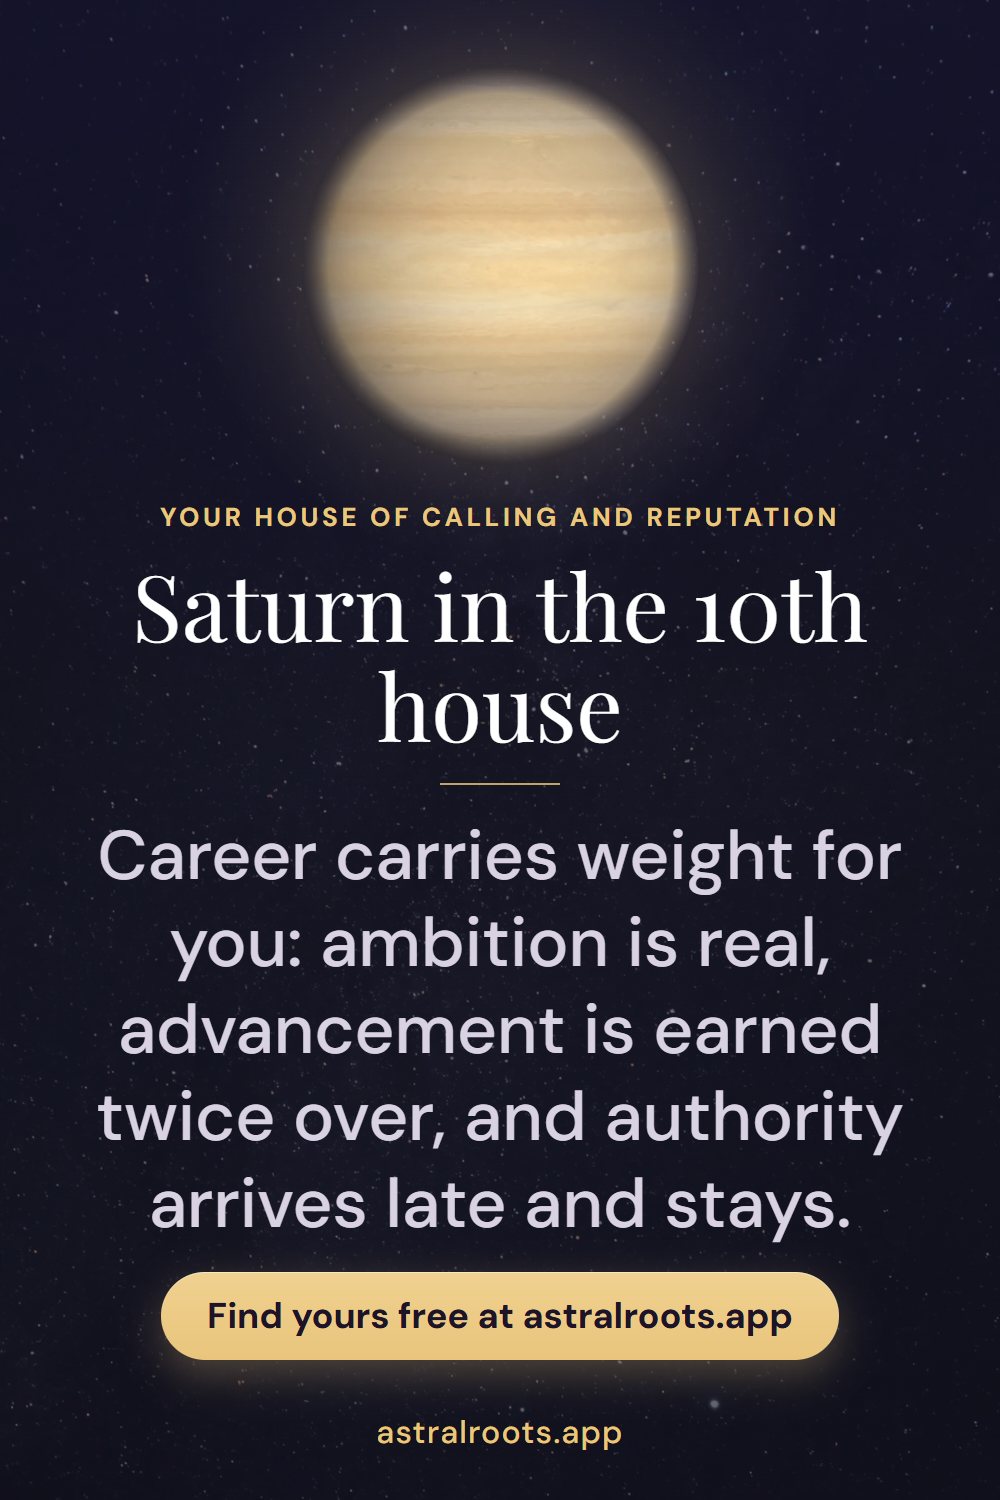 YOUR HOUSE OF CALLING AND REPUTATION
Saturn in the 10th
house
Career carries weight for
you: ambition is real,
advancement is earned
twice over, and authority
arrives late and stays.
Find yours free at astralroots.app
astralroots.app